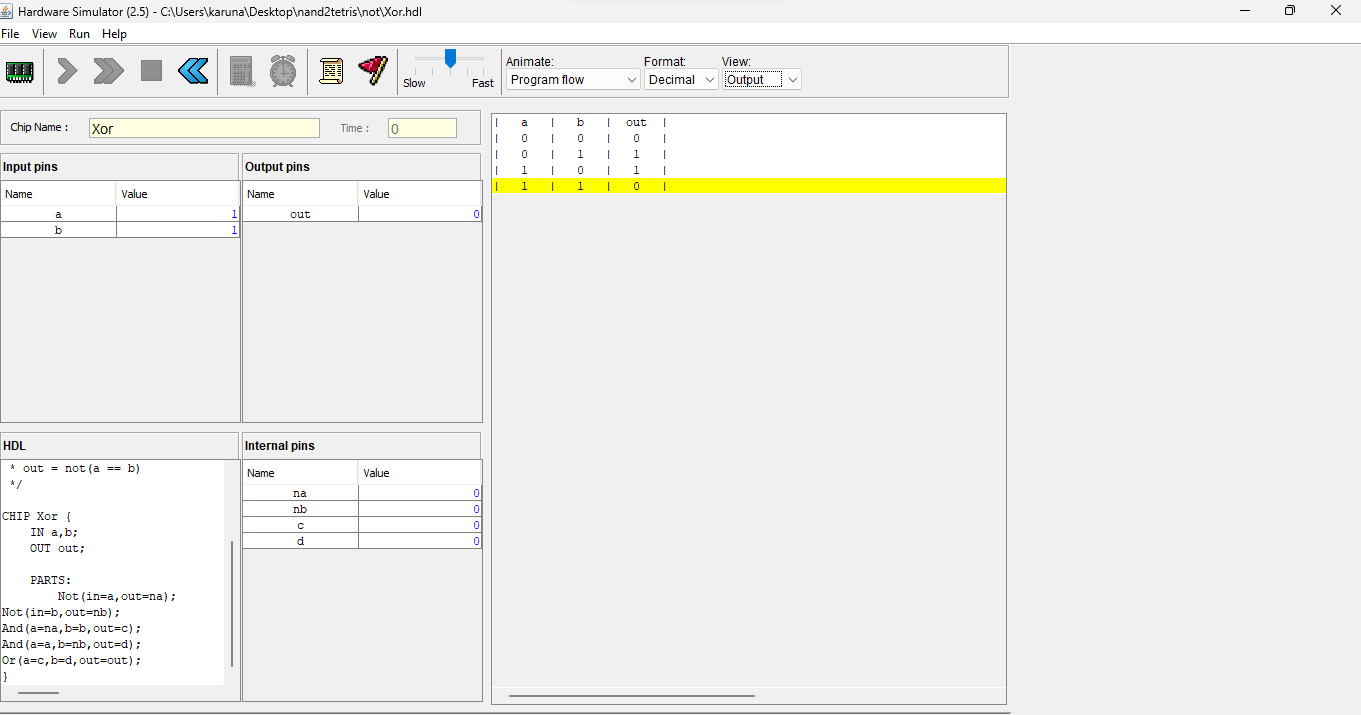 Hardware Simulator (2.5) - C:\Users\karuna\Desktop\nand2tetris\not\Xor.hdl
File View Run Help
Slow Fast
Animate: Format: View:
Program flow Decimal Output
Chip Name : Xor Time : 0
Input pins
Name Value
a 1
b 1
Output pins
Name Value
out 0
HDL
* out = not(a == b)
*/
CHIP Xor {
IN a,b;
OUT out;
PARTS:
Not(in=a,out=na);
Not(in=b,out=nb);
And(a=na,b=b,out=c);
And(a=a,b=nb,out=d);
Or(a=c,b=d,out=out);
}
Internal pins
Name Value
na 0
nb 0
c 0
d 0
| a | b | out |
| 0 | 0 | 0 |
| 0 | 1 | 1 |
| 1 | 0 | 1 |
| 1 | 1 | 0 |